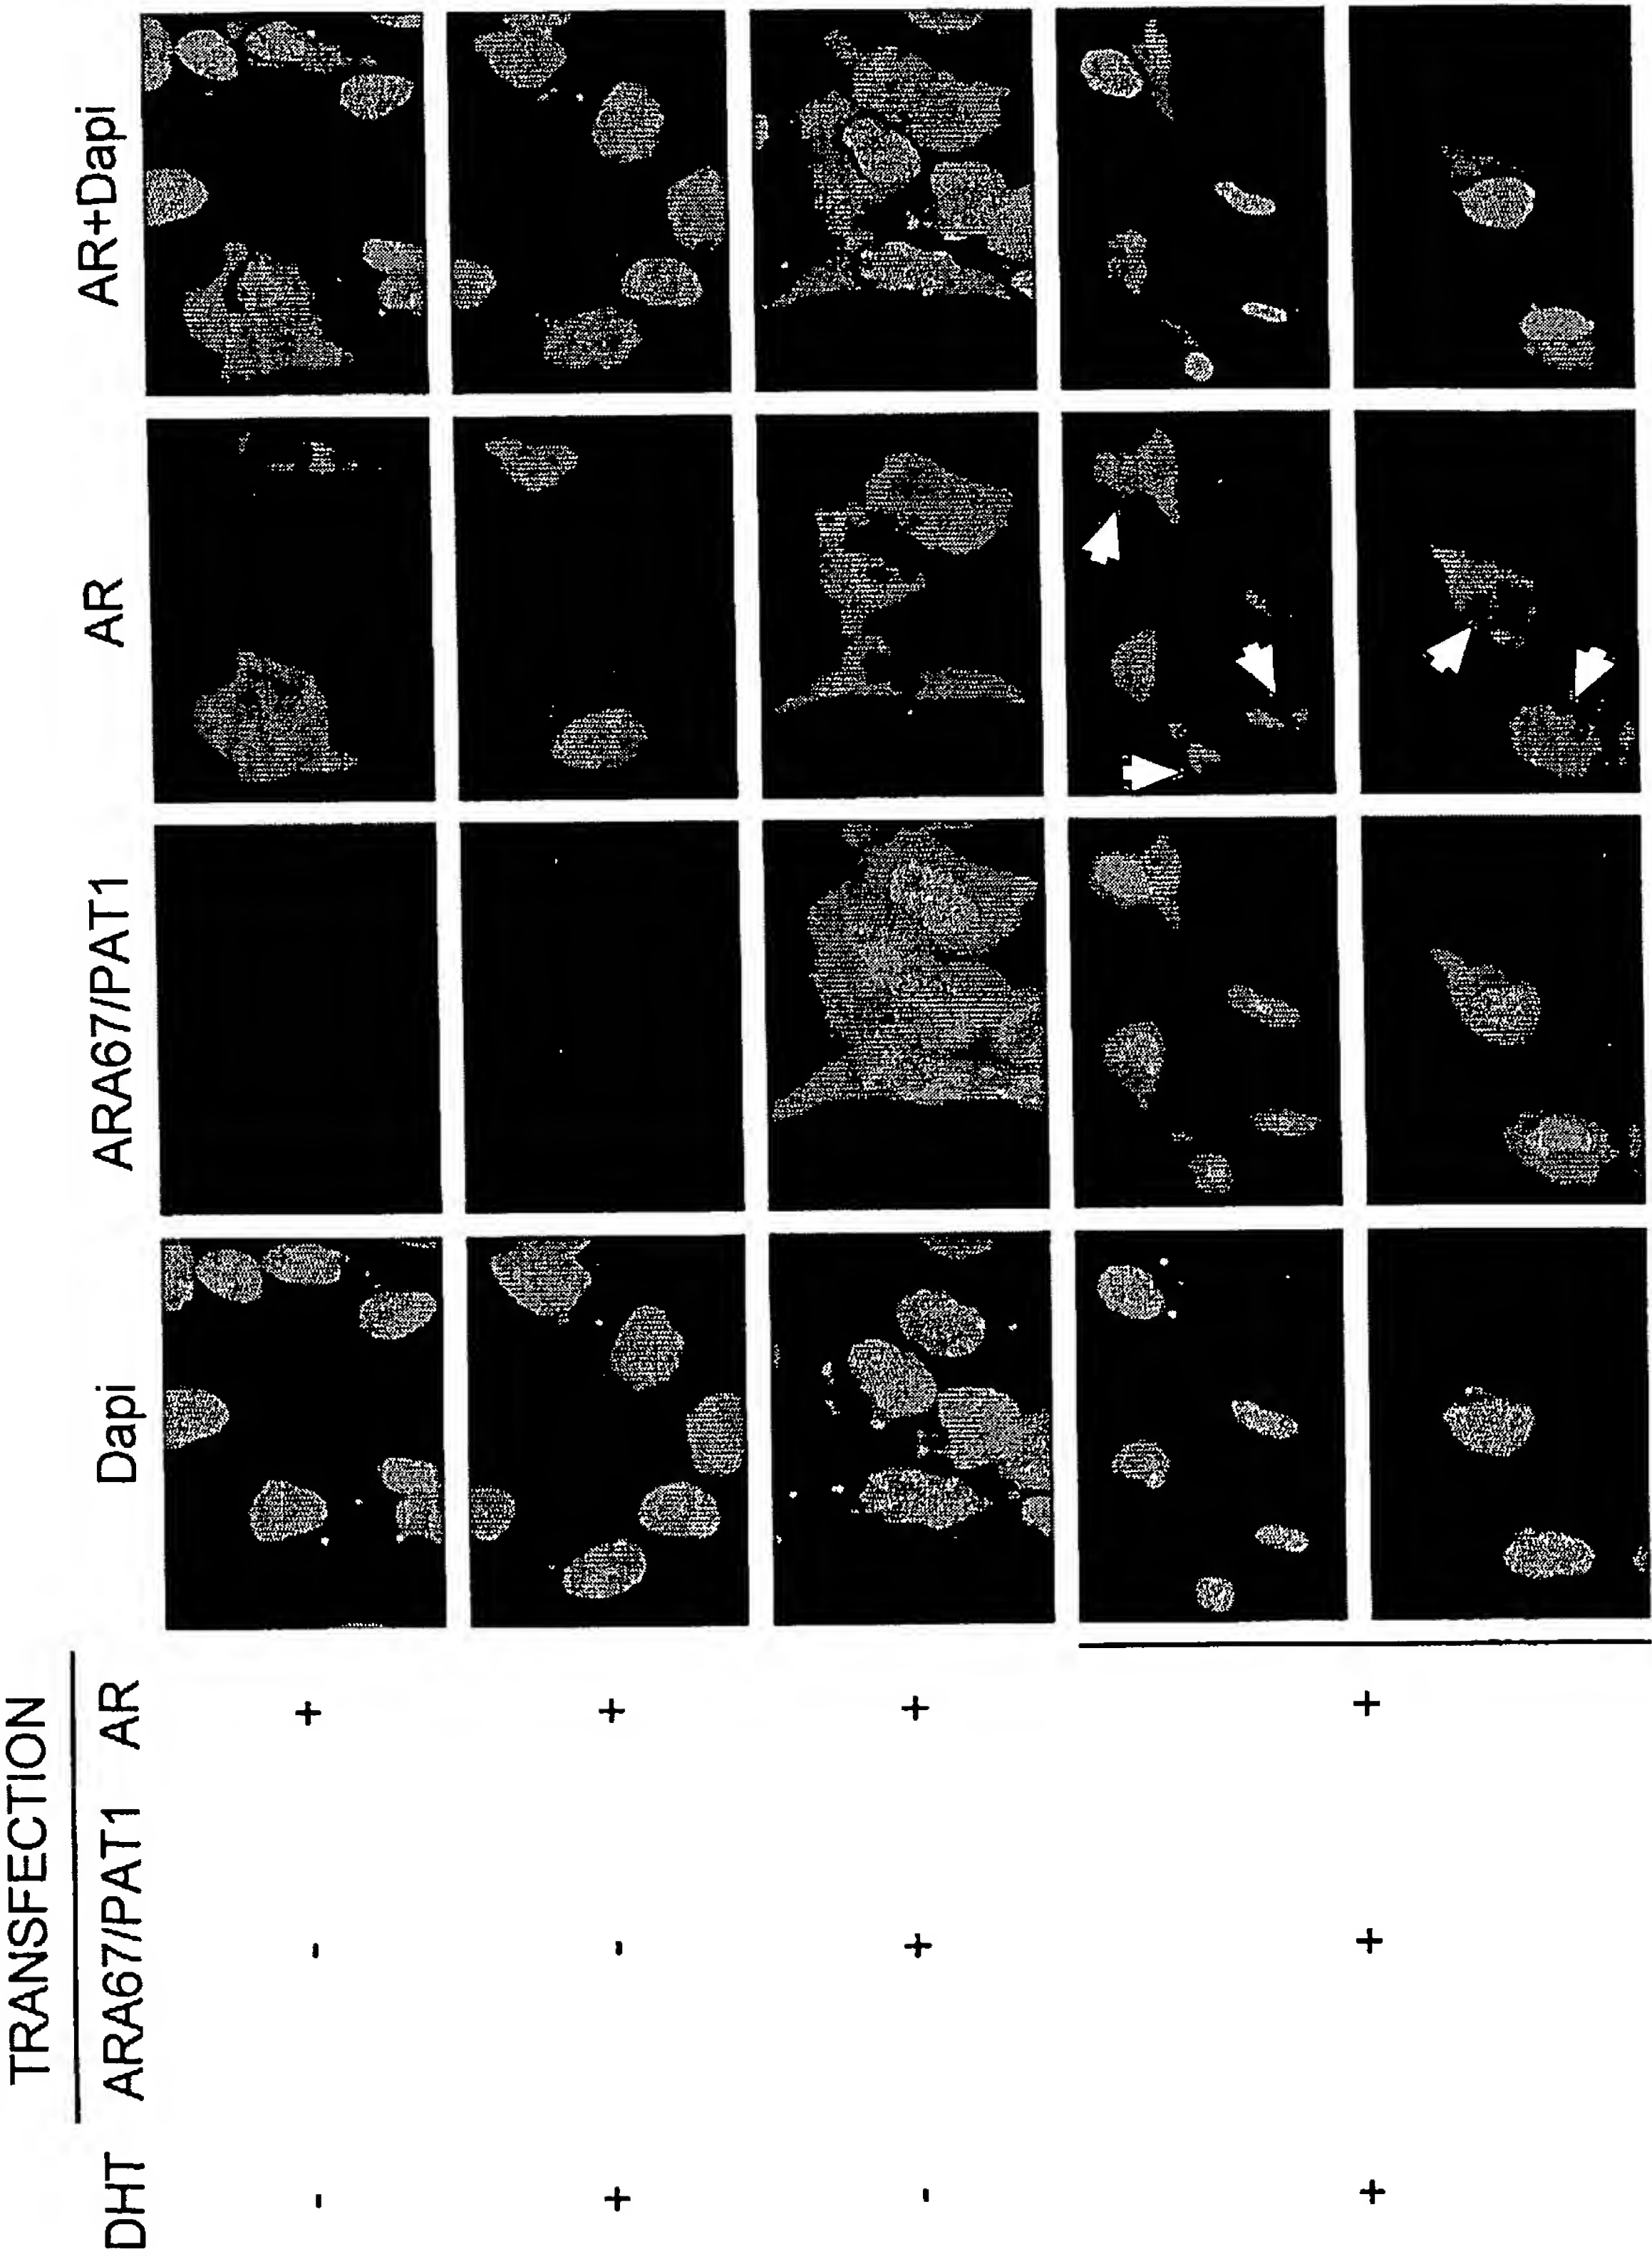 TRANSFECTION
DHT ARA67/PAT1 AR Dapi ARA67/PAT1 AR AR+Dapi
- - +
+ - +
- + +
+ + +